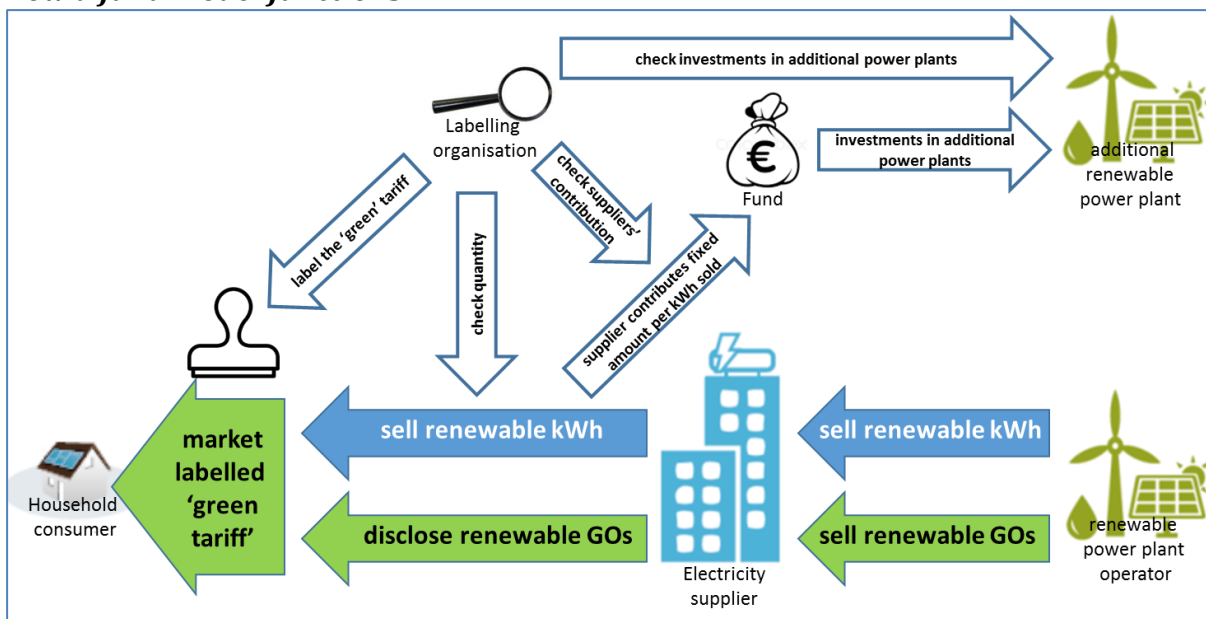 check investments in additional power plants
Labelling
organisation
€
Fund
investments in additional
power plants
additional
renewable
power plant
label the ‘green’ tariff
check quantity
check suppliers’
contribution
supplier contributes fixed
amount per kWh sold
market
labelled
‘green
tariff’
sell renewable kWh
sell renewable kWh
Household
consumer
disclose renewable GOs
sell renewable GOs
Electricity
supplier
renewable
power plant
operator